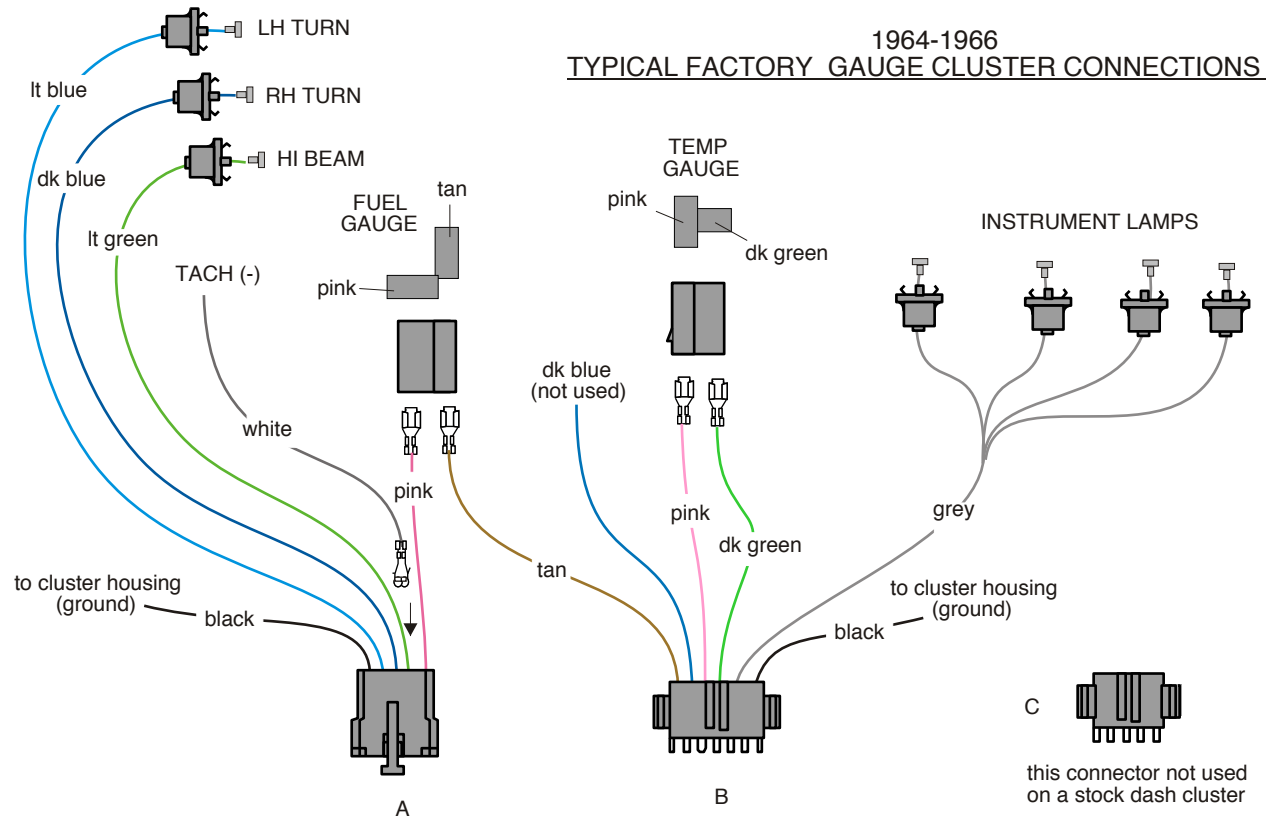 1964-1966
TYPICAL FACTORY GAUGE CLUSTER CONNECTIONS
LH TURN
lt blue
RH TURN
dk blue
HI BEAM
lt green
TACH (-)
white
FUEL
GAUGE
tan
pink
pink
tan
TEMP
GAUGE
pink
dk green
dk blue
(not used)
pink
dk green
INSTRUMENT LAMPS
grey
to cluster housing
(ground)
black
to cluster housing
(ground)
black
A
B
C
this connector not used
on a stock dash cluster